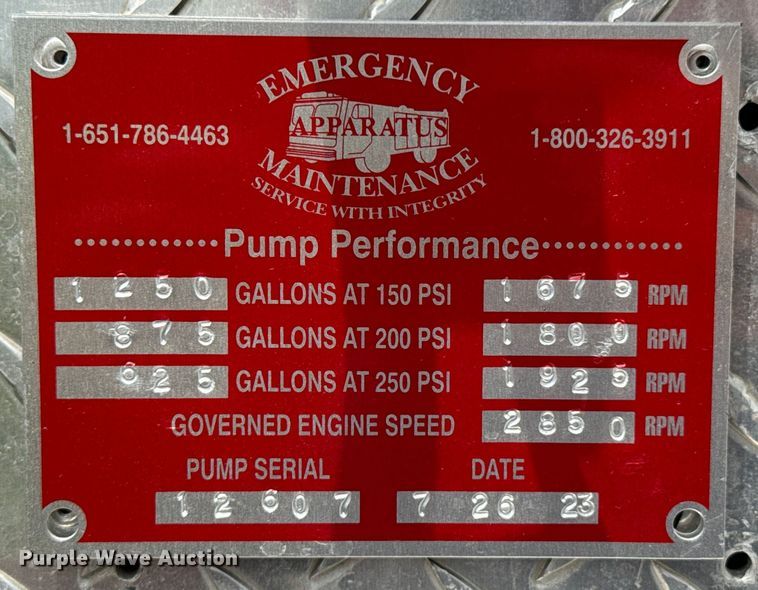 EMERGENCY
APPARATUS
MAINTENANCE
SERVICE WITH INTEGRITY
1-651-786-4463
1-800-326-3911
Pump Performance
1250 GALLONS AT 150 PSI 1675 RPM
875 GALLONS AT 200 PSI 1800 RPM
625 GALLONS AT 250 PSI 1925 RPM
GOVERNED ENGINE SPEED 2850 RPM
PUMP SERIAL DATE
12607 7 26 23
Purple Wave Auction